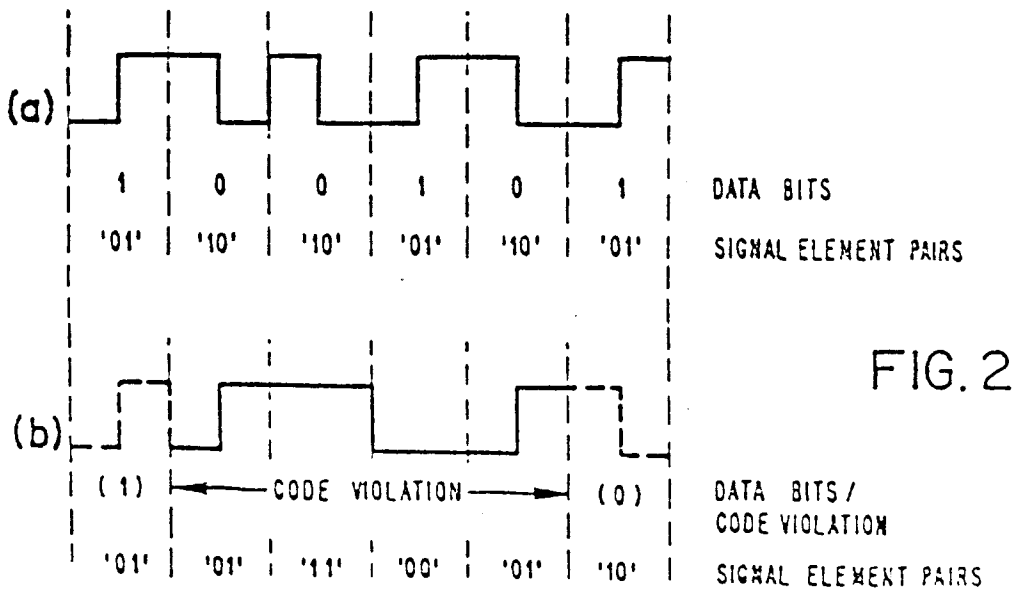 (a)
1 0 0 1 0 1 DATA BITS
'01' '10' '10' '01' '10' '01' SIGNAL ELEMENT PAIRS
FIG. 2
(b)
(1) CODE VIOLATION (0) DATA BITS/
CODE VIOLATION
'01' '01' '11' '00' '01' '10' SIGNAL ELEMENT PAIRS